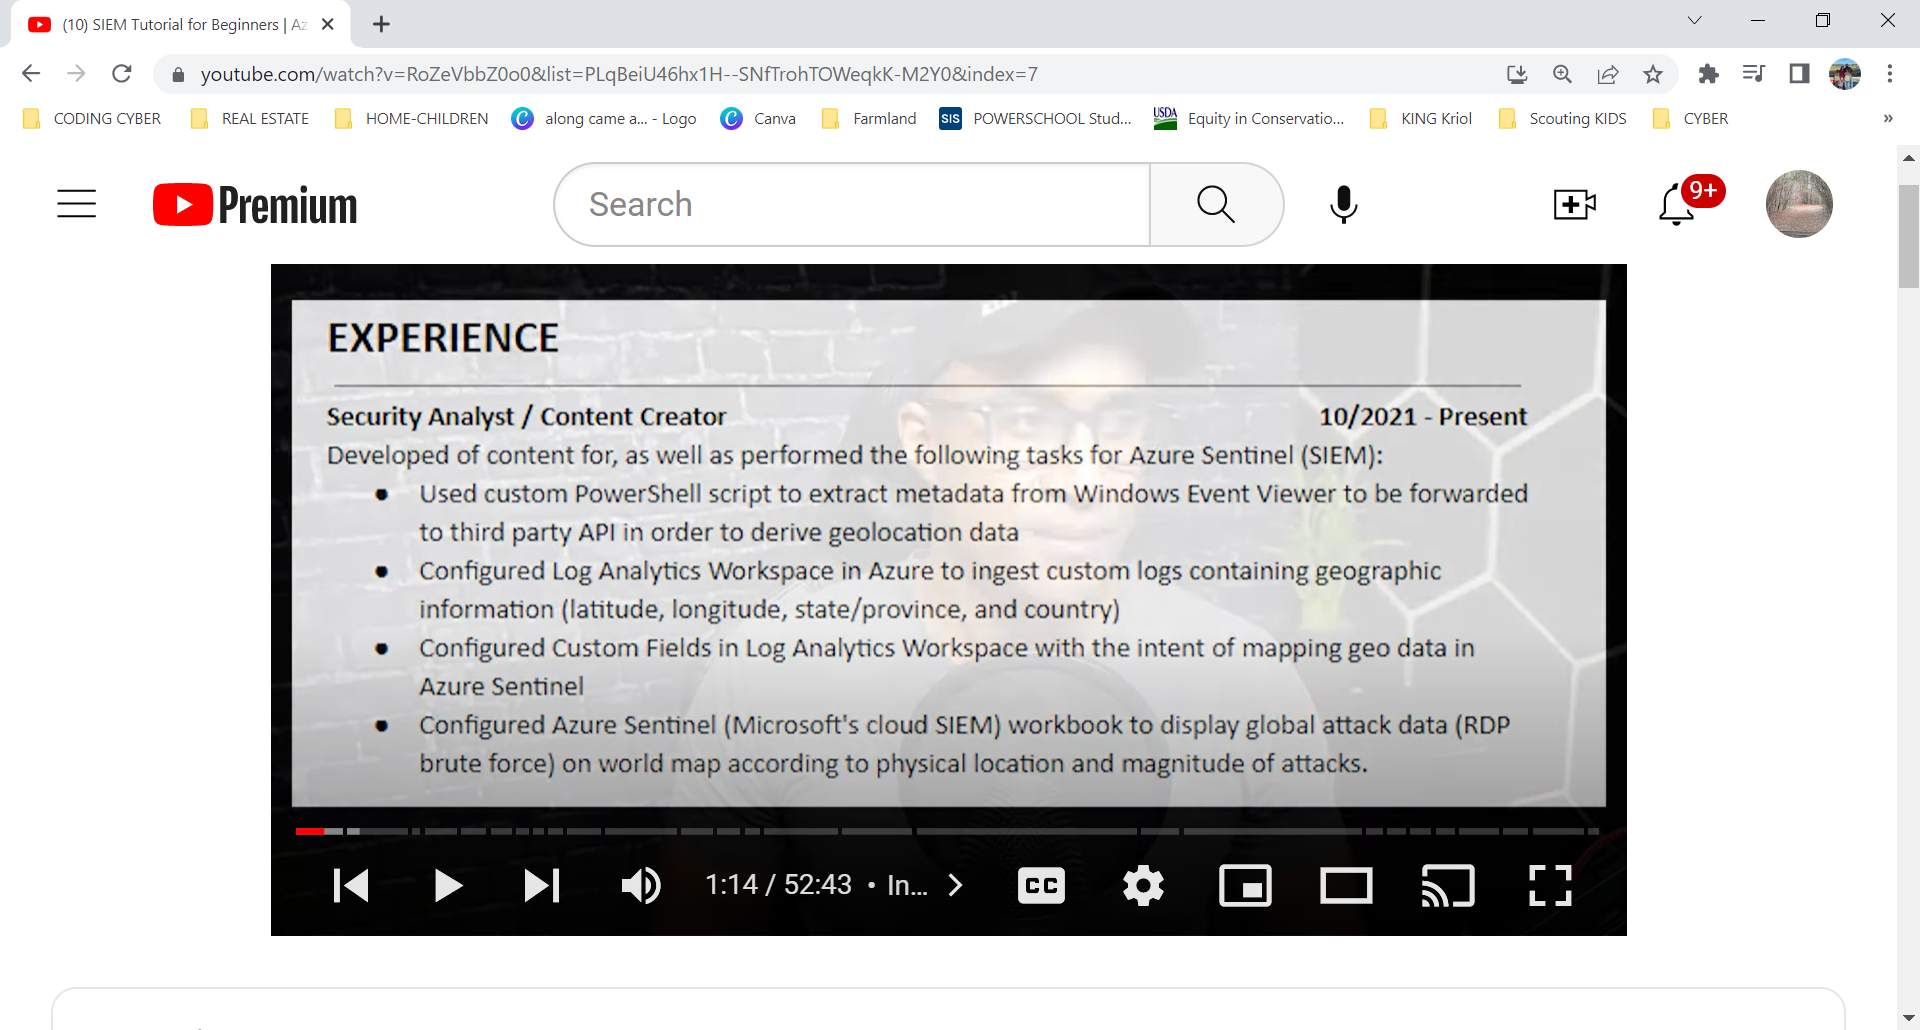 (10) SIEM Tutorial for Beginners | Az
youtube.com/watch?v=RoZeVbbZ0o0&list=PLqBeiU46hx1H--SNfTrohTOWeqkK-M2Y0&index=7
CODING CYBER REAL ESTATE HOME-CHILDREN along came a... - Logo Canva Farmland SIS POWERSCHOOL Stud... USDA Equity in Conservatio... KING Kriol Scouting KIDS CYBER »
Premium Search 9+
EXPERIENCE
Security Analyst / Content Creator 10/2021 - Present
Developed of content for, as well as performed the following tasks for Azure Sentinel (SIEM):
● Used custom PowerShell script to extract metadata from Windows Event Viewer to be forwarded
to third party API in order to derive geolocation data
● Configured Log Analytics Workspace in Azure to ingest custom logs containing geographic
information (latitude, longitude, state/province, and country)
● Configured Custom Fields in Log Analytics Workspace with the intent of mapping geo data in
Azure Sentinel
● Configured Azure Sentinel (Microsoft's cloud SIEM) workbook to display global attack data (RDP
brute force) on world map according to physical location and magnitude of attacks.
1:14 / 52:43 • In... CC